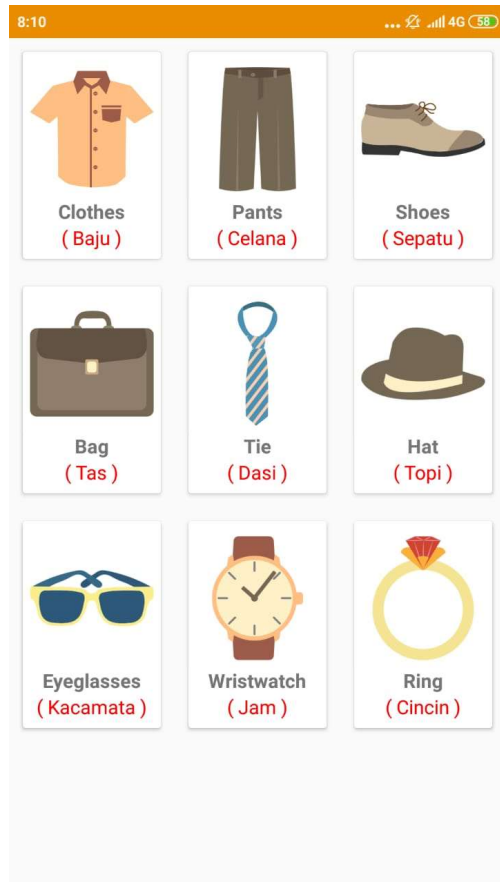 8:10
... 4G 58
Clothes
( Baju )
Pants
( Celana )
Shoes
( Sepatu )
Bag
( Tas )
Tie
( Dasi )
Hat
( Topi )
Eyeglasses
( Kacamata )
Wristwatch
( Jam )
Ring
( Cincin )